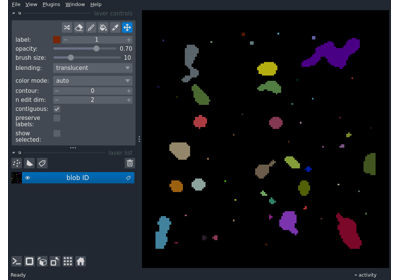 File View Plugins Window Help
layer controls
label: 1
opacity: 0.70
brush size: 10
blending: translucent
color mode: auto
contour: 0
n edit dim: 2
contiguous:
preserve
labels:
show
selected:
layer list
blob ID
Ready
activity